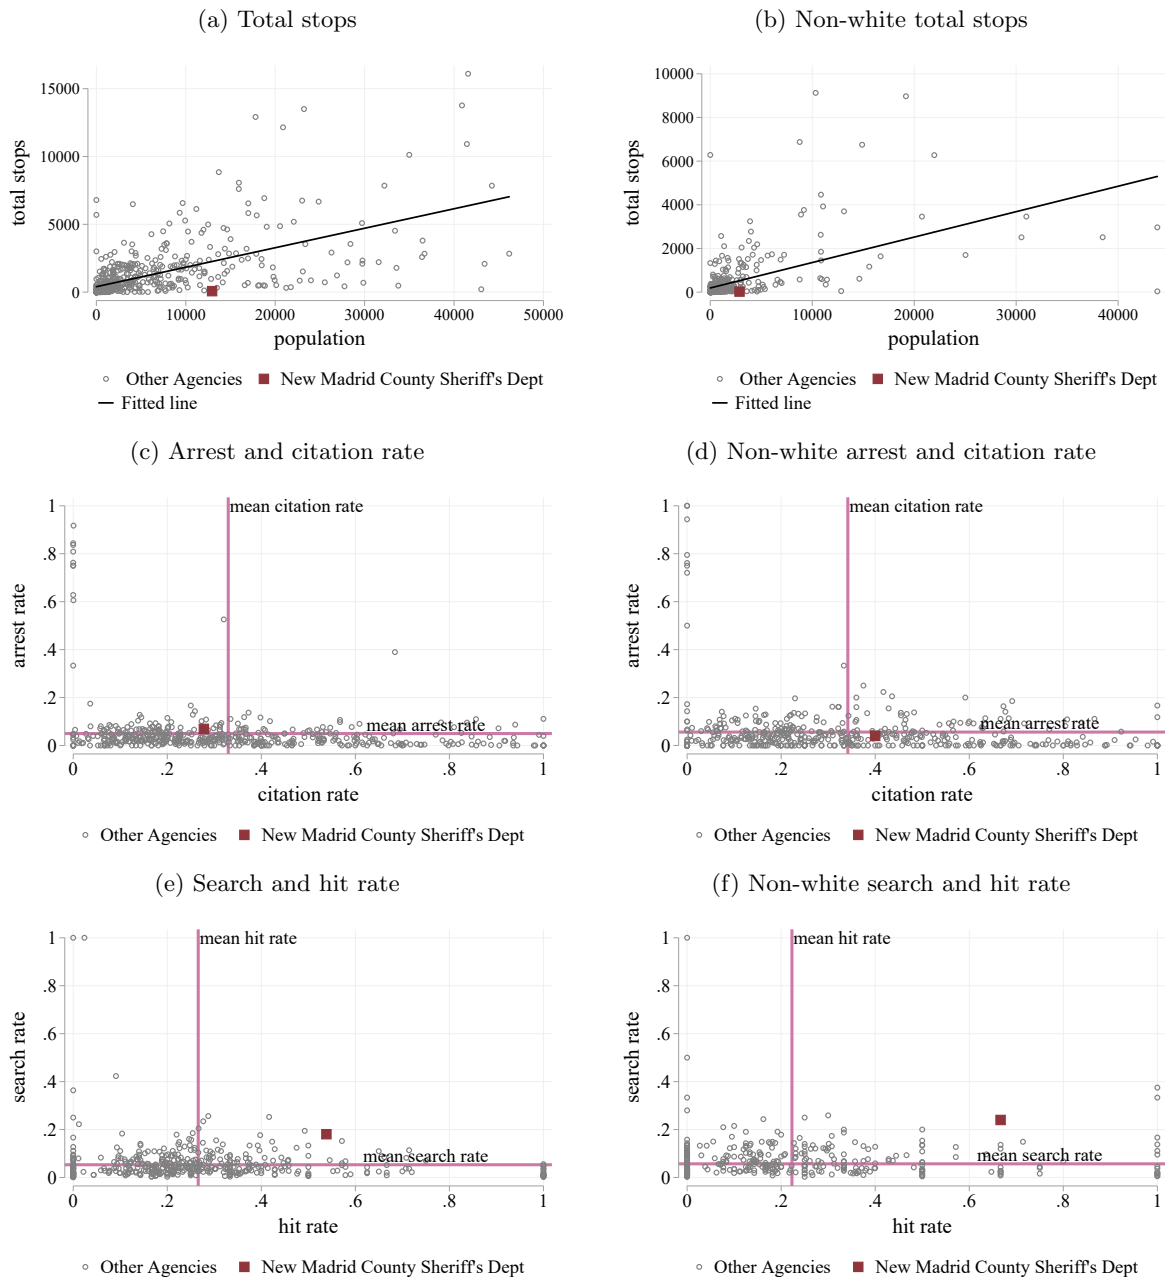 (a) Total stops
(b) Non-white total stops
15000
10000
5000
0
total stops
0 10000 20000 30000 40000 50000
population
Other Agencies New Madrid County Sheriff's Dept
Fitted line
10000
8000
6000
4000
2000
0
total stops
0 10000 20000 30000 40000
population
Other Agencies New Madrid County Sheriff's Dept
Fitted line
(c) Arrest and citation rate
(d) Non-white arrest and citation rate
1
.8
.6
.4
.2
0
arrest rate
mean citation rate
mean arrest rate
0 .2 .4 .6 .8 1
citation rate
Other Agencies New Madrid County Sheriff's Dept
1
.8
.6
.4
.2
0
arrest rate
mean citation rate
mean arrest rate
0 .2 .4 .6 .8 1
citation rate
Other Agencies New Madrid County Sheriff's Dept
(e) Search and hit rate
(f) Non-white search and hit rate
1
.8
.6
.4
.2
0
search rate
mean hit rate
mean search rate
0 .2 .4 .6 .8 1
hit rate
Other Agencies New Madrid County Sheriff's Dept
1
.8
.6
.4
.2
0
search rate
mean hit rate
mean search rate
0 .2 .4 .6 .8 1
hit rate
Other Agencies New Madrid County Sheriff's Dept